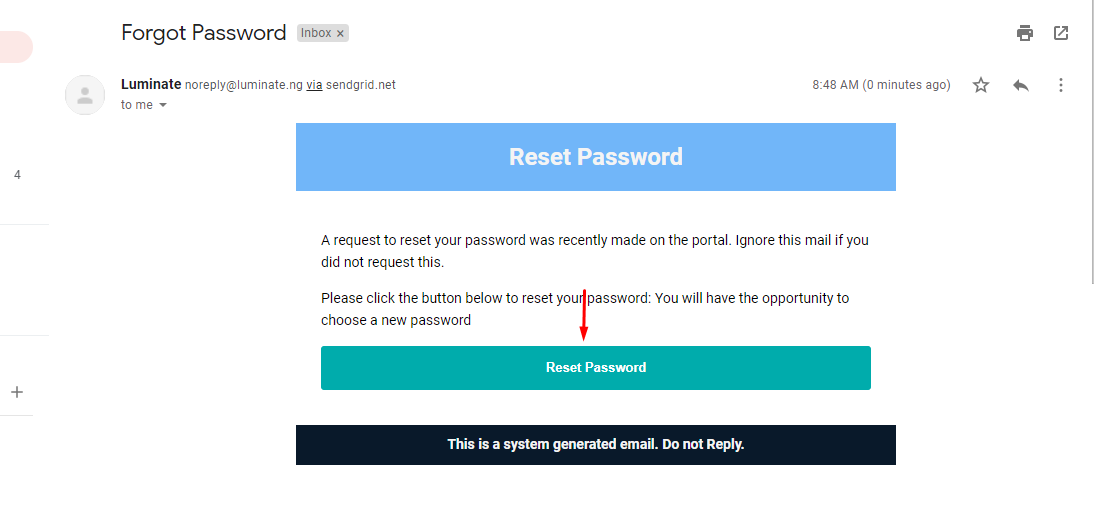 Forgot Password Inbox ×
Luminate noreply@luminate.ng via sendgrid.net 8:48 AM (0 minutes ago)
to me
Reset Password
4
A request to reset your password was recently made on the portal. Ignore this mail if you
did not request this.
Please click the button below to reset your password: You will have the opportunity to
choose a new password
Reset Password
This is a system generated email. Do not Reply.